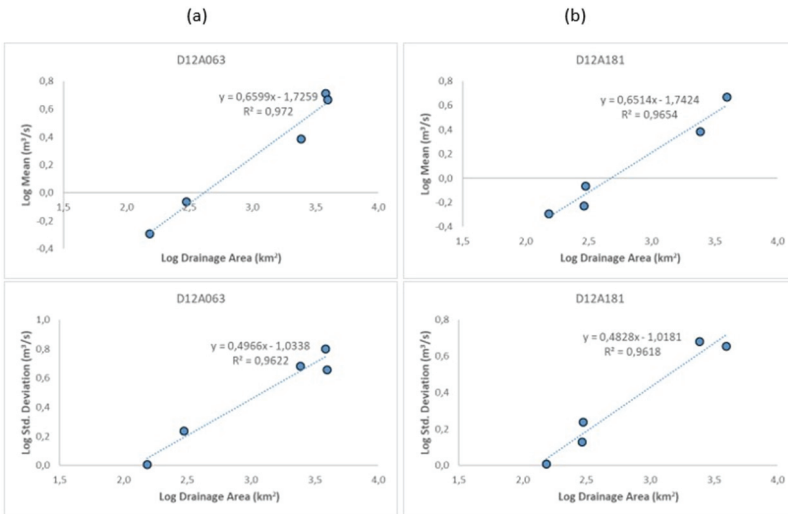 (a)
(b)
D12A063
0,8
0,6
0,4
0,2
0,0
-0,2
-0,4
1,5
2,0
2,5
3,0
3,5
4,0
y = 0,6599x - 1,7259
R² = 0,972
Log Mean (m³/s)
Log Drainage Area (km²)
D12A181
0,8
0,6
0,4
0,2
0,0
-0,2
-0,4
1,5
2,0
2,5
3,0
3,5
4,0
y = 0,6514x - 1,7424
R² = 0,9654
Log Mean (m³/s)
Log Drainage Area (km²)
D12A063
1,0
0,8
0,6
0,4
0,2
0,0
1,5
2,0
2,5
3,0
3,5
4,0
y = 0,4966x - 1,0338
R² = 0,9622
Log Std. Deviation (m³/s)
Log Drainage Area (km²)
D12A181
0,8
0,6
0,4
0,2
0,0
1,5
2,0
2,5
3,0
3,5
4,0
y = 0,4828x - 1,0181
R² = 0,9618
Log Std. Deviation (m³/s)
Log Drainage Area (km²)